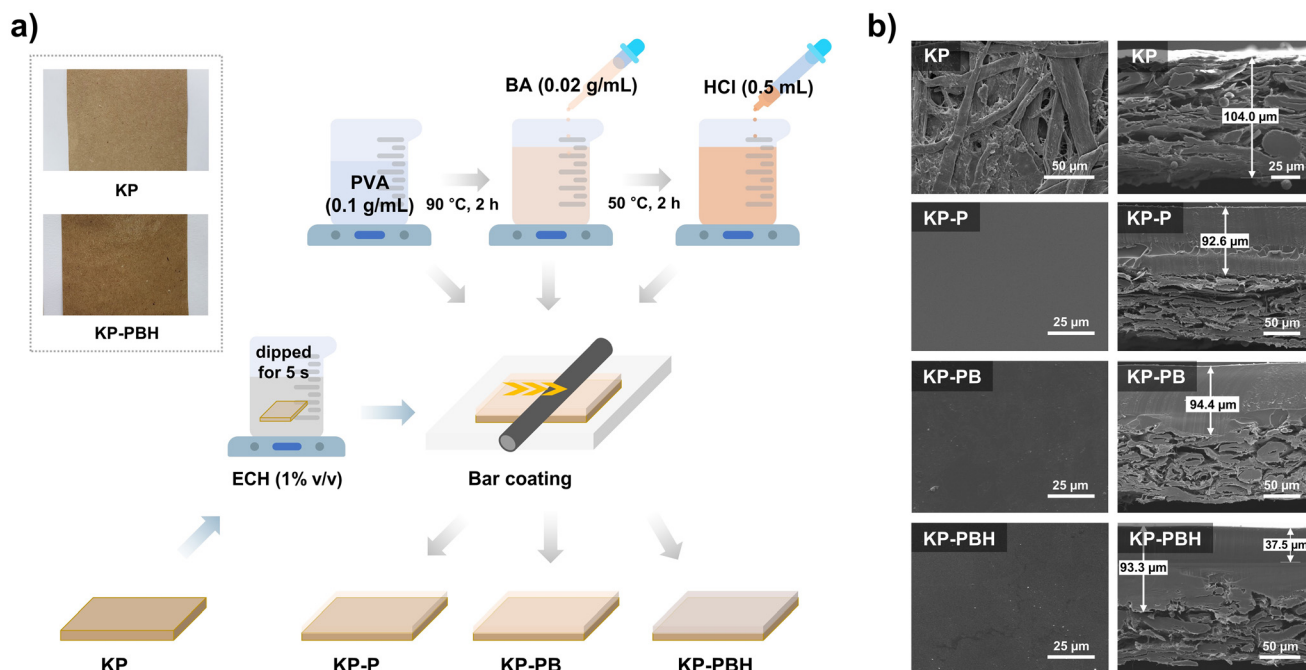 a)
KP
KP-PBH
BA (0.02 g/mL)
HCl (0.5 mL)
PVA
(0.1 g/mL)
90 °C, 2 h
50 °C, 2 h
dipped
for 5 s
ECH (1% v/v)
Bar coating
KP
KP-P
KP-PB
KP-PBH
b)
KP
50 µm
KP
104.0 µm
25 µm
KP-P
25 µm
KP-P
92.6 µm
50 µm
KP-PB
25 µm
KP-PB
94.4 µm
50 µm
KP-PBH
25 µm
KP-PBH
37.5 µm
93.3 µm
50 µm